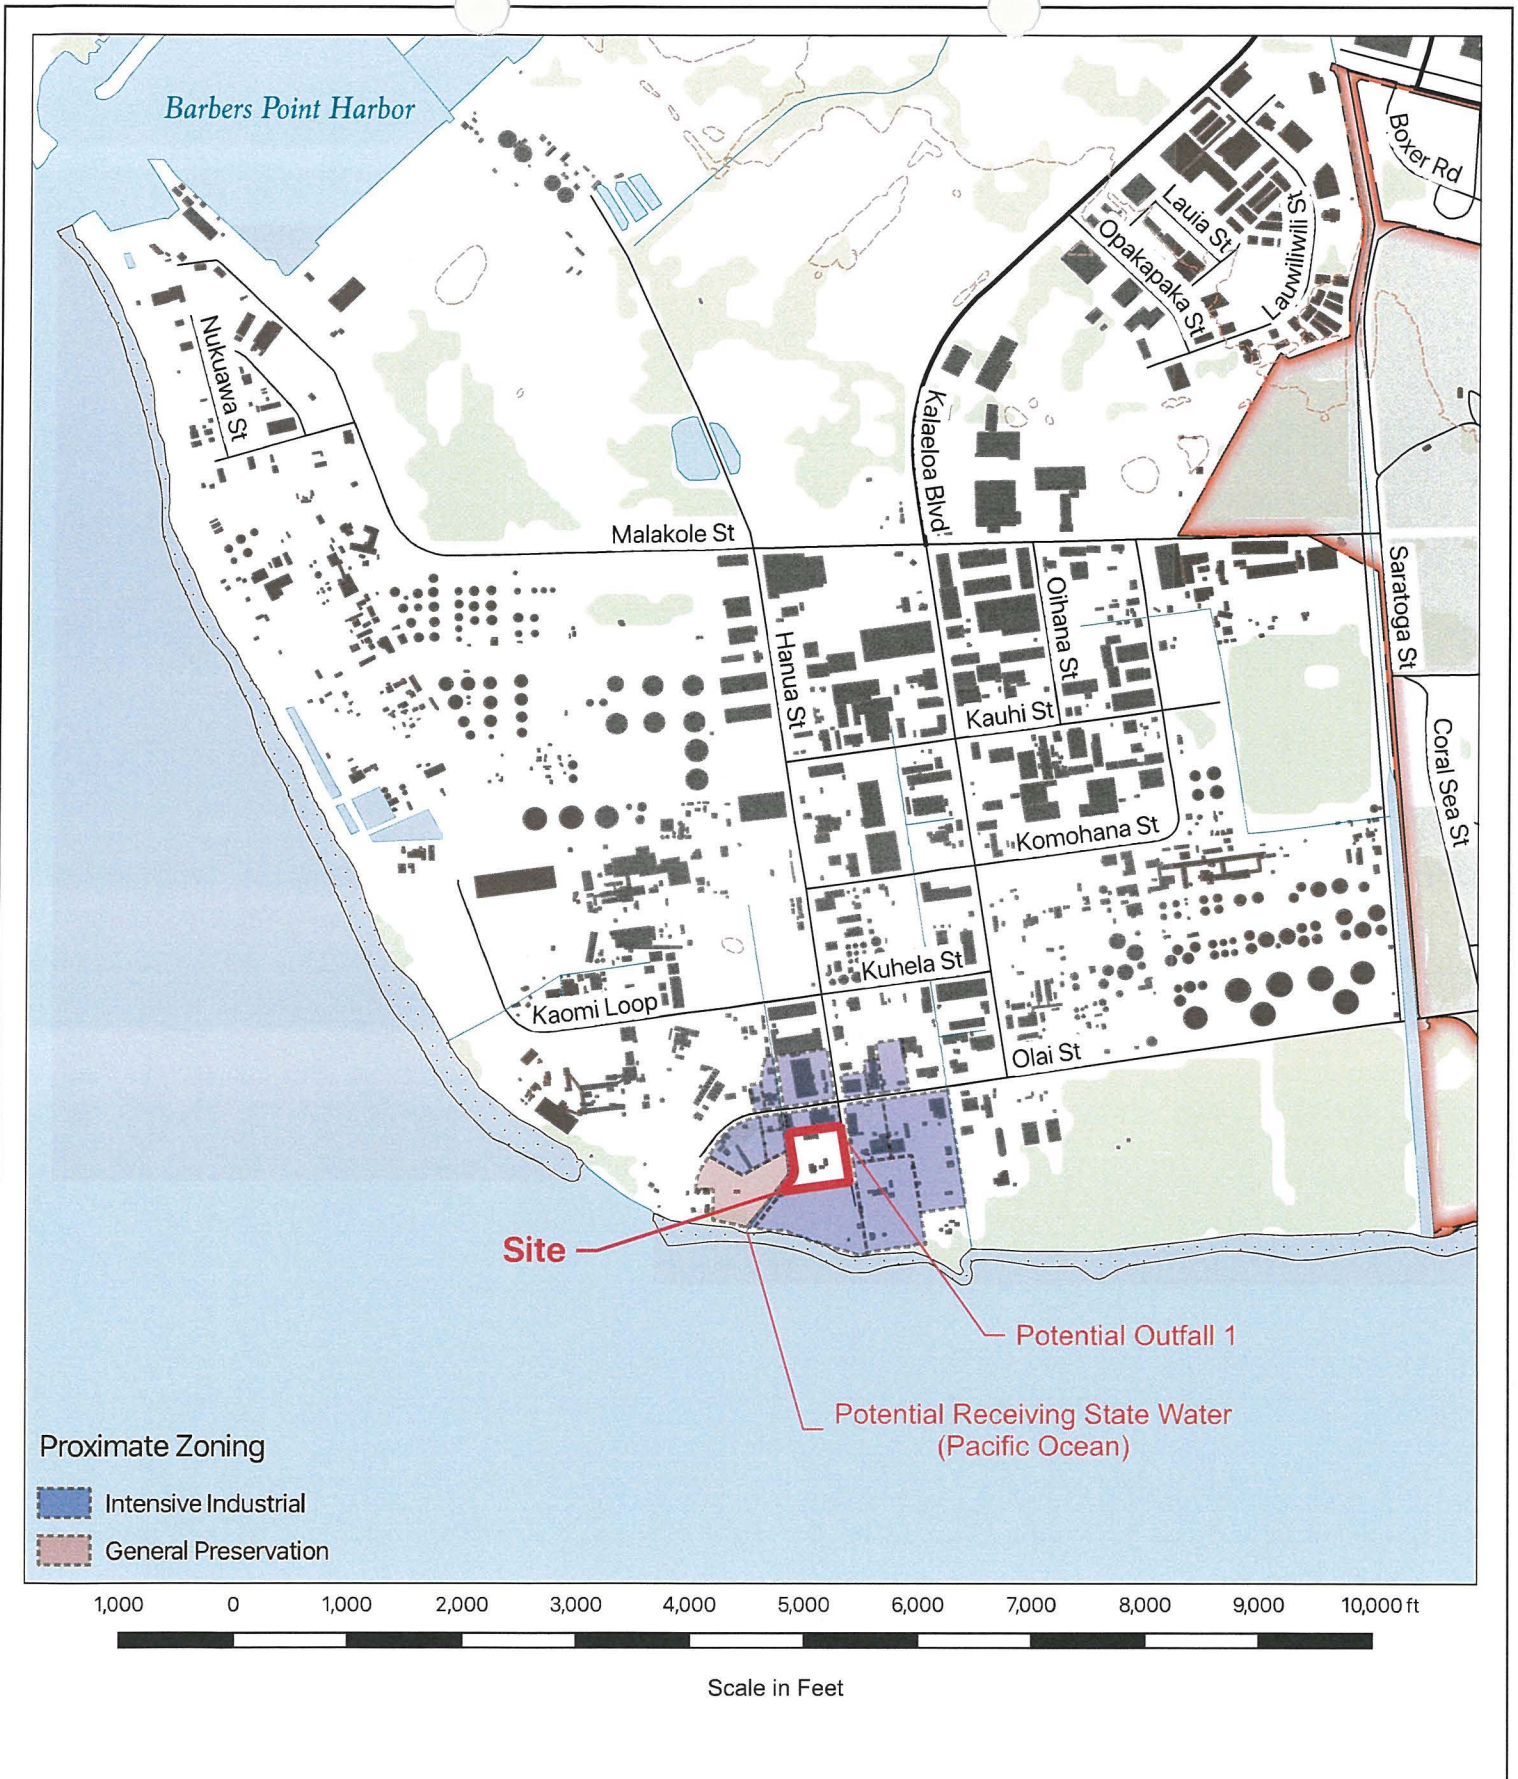 Barbers Point Harbor
Boxer Rd
Lauia St
Opakapaka St
Lauwiliwili St
Nukuawa St
Kalaeloa Blvd
Malakole St
Saratoga St
Oihana St
Hanua St
Kauhi St
Coral Sea St
Komohana St
Kuhela St
Kaomi Loop
Olai St
Site
Potential Outfall 1
Potential Receiving State Water
(Pacific Ocean)
Proximate Zoning
Intensive Industrial
General Preservation
1,000 0 1,000 2,000 3,000 4,000 5,000 6,000 7,000 8,000 9,000 10,000 ft
Scale in Feet